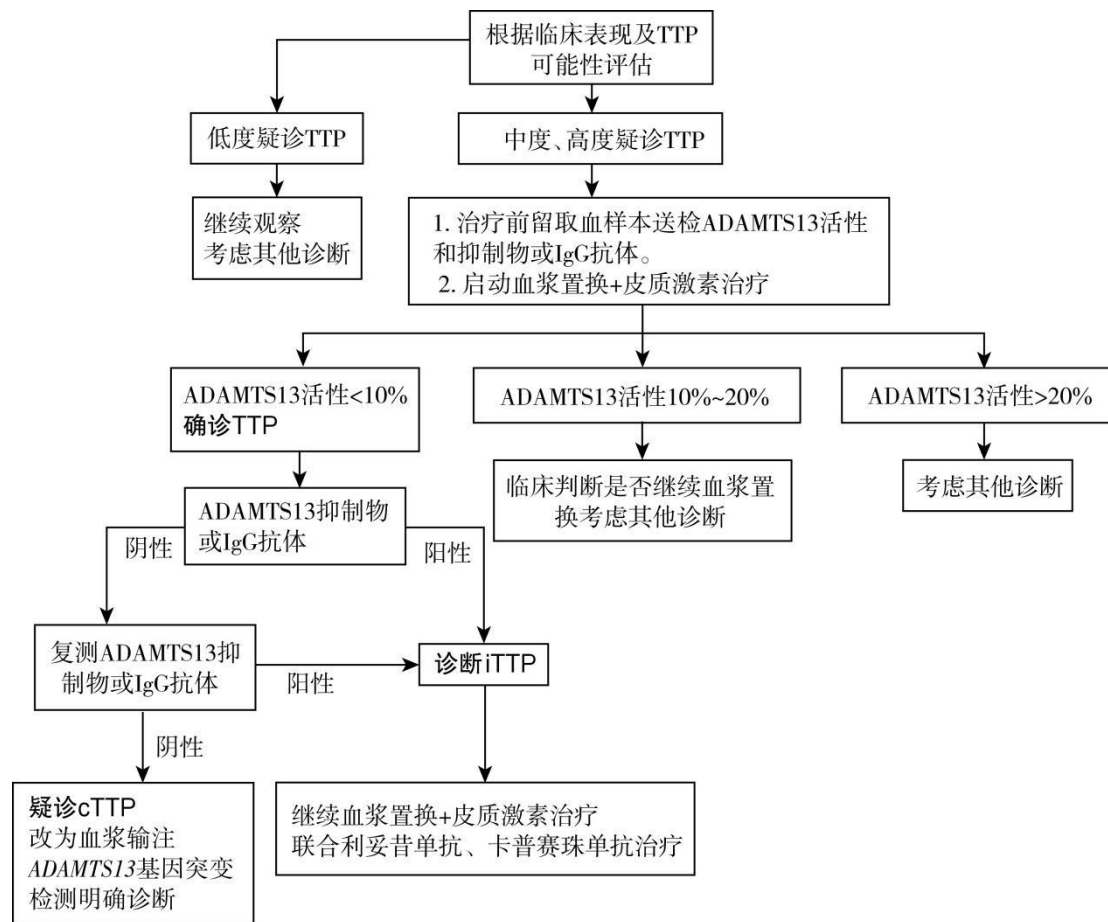 根据临床表现及TTP
可能性评估
低度疑诊TTP
中度、高度疑诊TTP
继续观察
考虑其他诊断
1. 治疗前留取血样本送检ADAMTS13活性
和抑制物或IgG抗体。
2. 启动血浆置换+皮质激素治疗
ADAMTS13活性<10%
确诊TTP
ADAMTS13活性10%~20%
ADAMTS13活性>20%
临床判断是否继续血浆置
换考虑其他诊断
考虑其他诊断
ADAMTS13抑制物
或IgG抗体
阴性
阳性
复测ADAMTS13抑
制物或IgG抗体
阳性
诊断iTTP
阴性
疑诊cTTP
改为血浆输注
ADAMTS13基因突变
检测明确诊断
继续血浆置换+皮质激素治疗
联合利妥昔单抗、卡普赛珠单抗治疗